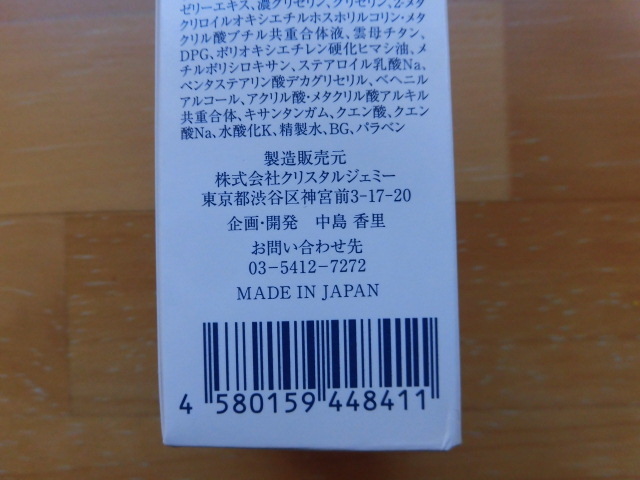 ゼリーエキス、濃グリセリン、グリセリン、2-メタ
クリロイルオキシエチルホスホリルコリン・メタ
クリル酸ブチル共重合体液、雲母チタン、
DPG、ポリオキシエチレン硬化ヒマシ油、メ
チルポリシロキサン、ステアロイル乳酸Na、
ペンタステアリン酸デカグリセリル、ベヘニル
アルコール、アクリル酸・メタクリル酸アルキル
共重合体、キサンタンガム、クエン酸、クエン
酸Na、水酸化K、精製水、BG、パラベン
製造販売元
株式会社クリスタルジェミー
東京都渋谷区神宮前3-17-20
企画・開発 中島 香里
お問い合わせ先
03-5412-7272
MADE IN JAPAN
4 580159 448411